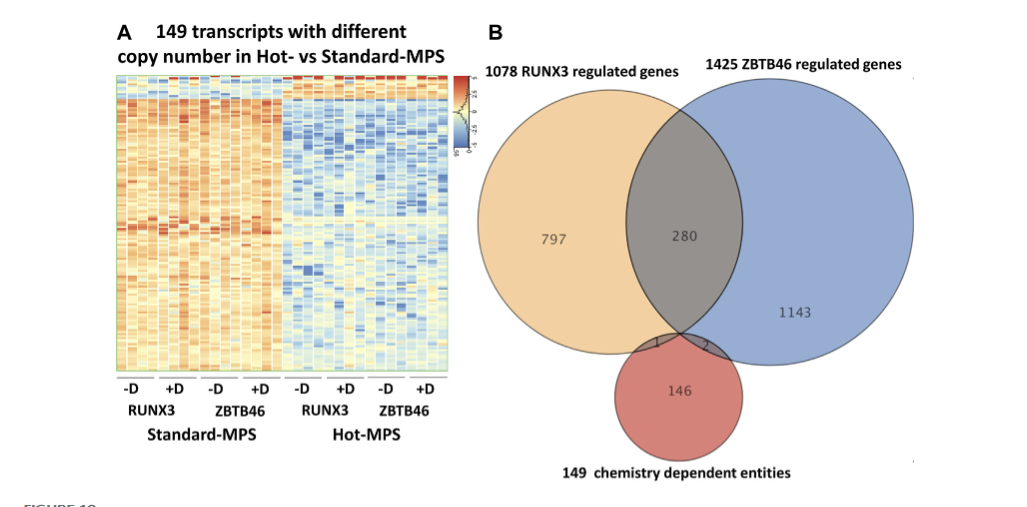 A 149 transcripts with different
copy number in Hot- vs Standard-MPS
B
1078 RUNX3 regulated genes
1425 ZBTB46 regulated genes
797
280
1143
1
2
146
149 chemistry dependent entities
-D +D -D +D -D +D -D +D
RUNX3 ZBTB46 RUNX3 ZBTB46
Standard-MPS Hot-MPS